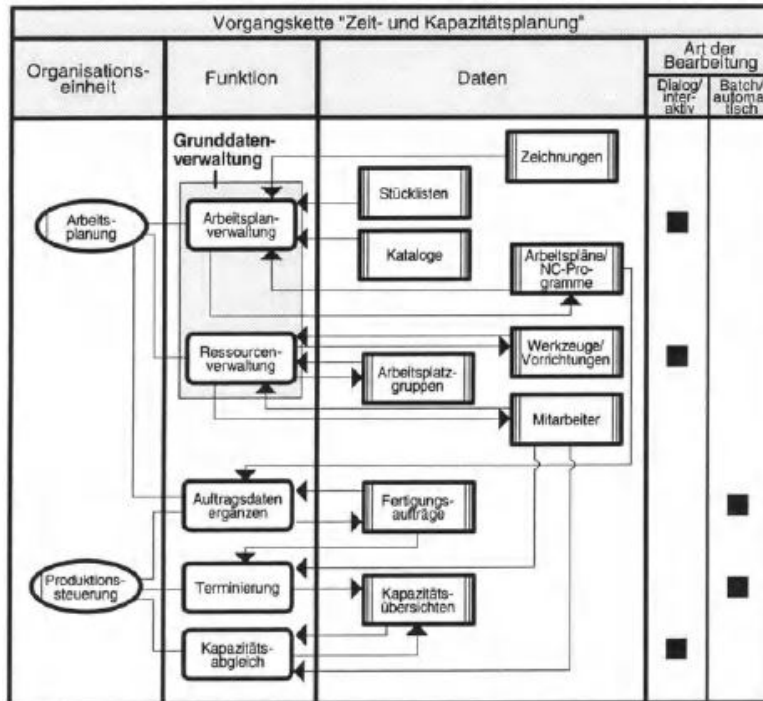 Vorgangskette "Zeit- und Kapazitätsplanung"
Organisations-
einheit
Funktion
Daten
Art der
Bearbeitung
Dialog/
inter-
aktiv
Batch/
automa-
tisch
Grunddaten-
verwaltung
Zeichnungen
Stücklisten
Arbeits-
planung
Arbeitsplan-
verwaltung
Kataloge
Arbeitspläne/
NC-Pro-
gramme
Ressourcen-
verwaltung
Werkzeuge/
Vorrichtungen
Arbeitsplatz-
gruppen
Mitarbeiter
Auftragsdaten
ergänzen
Fertigungs-
aufträge
Produktions-
steuerung
Terminierung
Kapazitäts-
übersichten
Kapazitäts-
abgleich